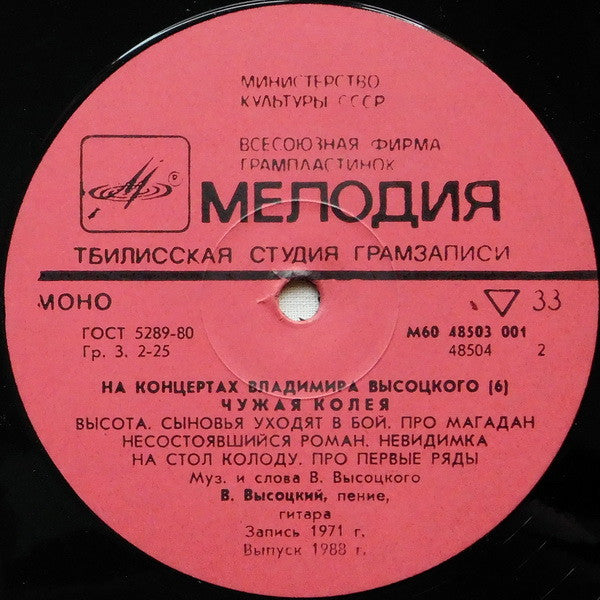 МИНИСТЕРСТВО
КУЛЬТУРЫ СССР
ВСЕСОЮЗНАЯ ФИРМА
ГРАМПЛАСТИНОК
МЕЛОДИЯ
ТБИЛИССКАЯ СТУДИЯ ГРАМЗАПИСИ
МОНО
33
ГОСТ 5289-80
М60 48503 001
Гр. 3. 2-25
48504 2
НА КОНЦЕРТАХ ВЛАДИМИРА ВЫСОЦКОГО (6)
ЧУЖАЯ КОЛЕЯ
ВЫСОТА. СЫНОВЬЯ УХОДЯТ В БОЙ. ПРО МАГАДАН
НЕСОСТОЯВШИЙСЯ РОМАН. НЕВИДИМКА
НА СТОЛ КОЛОДУ. ПРО ПЕРВЫЕ РЯДЫ
Муз. и слова В. Высоцкого
В. Высоцкий, пение,
гитара
Запись 1971 г.
Выпуск 1988 г.